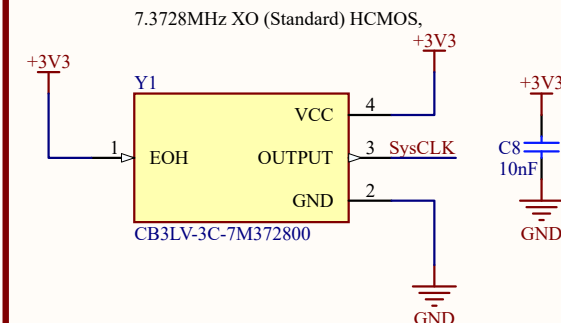 7.3728MHz XO (Standard) HCMOS,
+3V3
+3V3
+3V3
Y1
VCC
4
1
EOH
OUTPUT
3
SysCLK
C8
10nF
GND
2
CB3LV-3C-7M372800
GND
GND